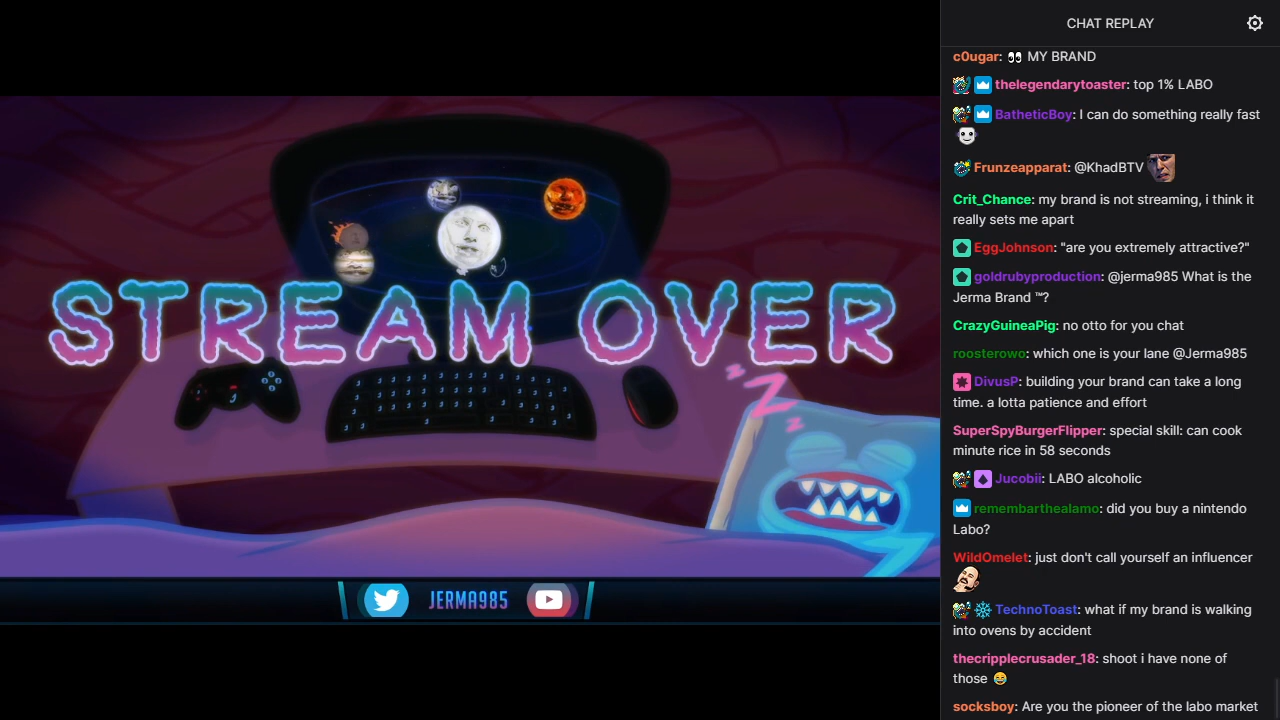 CHAT REPLAY
c0ugar: 👀 MY BRAND
thelegendarytoaster: top 1% LABO
BatheticBoy: I can do something really fast
Frunzeapparat: @KhadBTV
Crit_Chance: my brand is not streaming, i think it
really sets me apart
EggJohnson: "are you extremely attractive?"
goldrubyproduction: @jerma985 What is the
Jerma Brand ™?
CrazyGuineaPig: no otto for you chat
roosterowo: which one is your lane @Jerma985
DivusP: building your brand can take a long
time. a lotta patience and effort
SuperSpyBurgerFlipper: special skill: can cook
minute rice in 58 seconds
Jucobii: LABO alcoholic
remembarthealamo: did you buy a nintendo
Labo?
WildOmelet: just don't call yourself an influencer
TechnoToast: what if my brand is walking
into ovens by accident
thecripplecrusader_18: shoot i have none of
those 😂
socksboy: Are you the pioneer of the labo market
STREAM OVER
z
Z
z
JERMA985